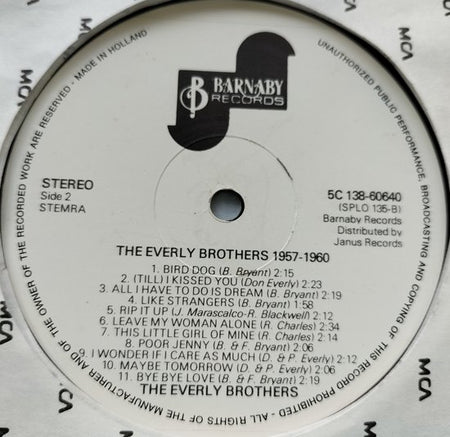 ALL RIGHTS OF THE MANUFACTURER AND OF THE OWNER OF THE RECORDED WORK ARE RESERVED - MADE IN HOLLAND
UNAUTHORIZED PUBLIC PERFORMANCE, BROADCASTING AND COPYING OF THIS RECORD PROHIBITED -
B BARNABY
RECORDS
STEREO
Side 2
STEMRA
5C 138-60640
(SPLO 135-B)
Barnaby Records
Distributed by
Janus Records
THE EVERLY BROTHERS 1957-1960
1. BIRD DOG (B. Bryant) 2:15
2. (TILL) I KISSED YOU (Don Everly) 2:23
3. ALL I HAVE TO DO IS DREAM (B. Bryant) 2:19
4. LIKE STRANGERS (B. Bryant) 1:58
5. RIP IT UP (J. Marascalco-R. Blackwell) 2:12
6. LEAVE MY WOMAN ALONE (R. Charles) 2:34
7. THIS LITTLE GIRL OF MINE (R. Charles) 2:14
8. POOR JENNY (B. & F. Bryant) 2:06
9. I WONDER IF I CARE AS MUCH (D. & P. Everly) 2:12
10. MAYBE TOMORROW (D. & P. Everly) 2:06
11. BYE BYE LOVE (B. & F. Bryant) 2:19
THE EVERLY BROTHERS
MCA
MCA
MCA
MCA
MCA
MCA
MCA